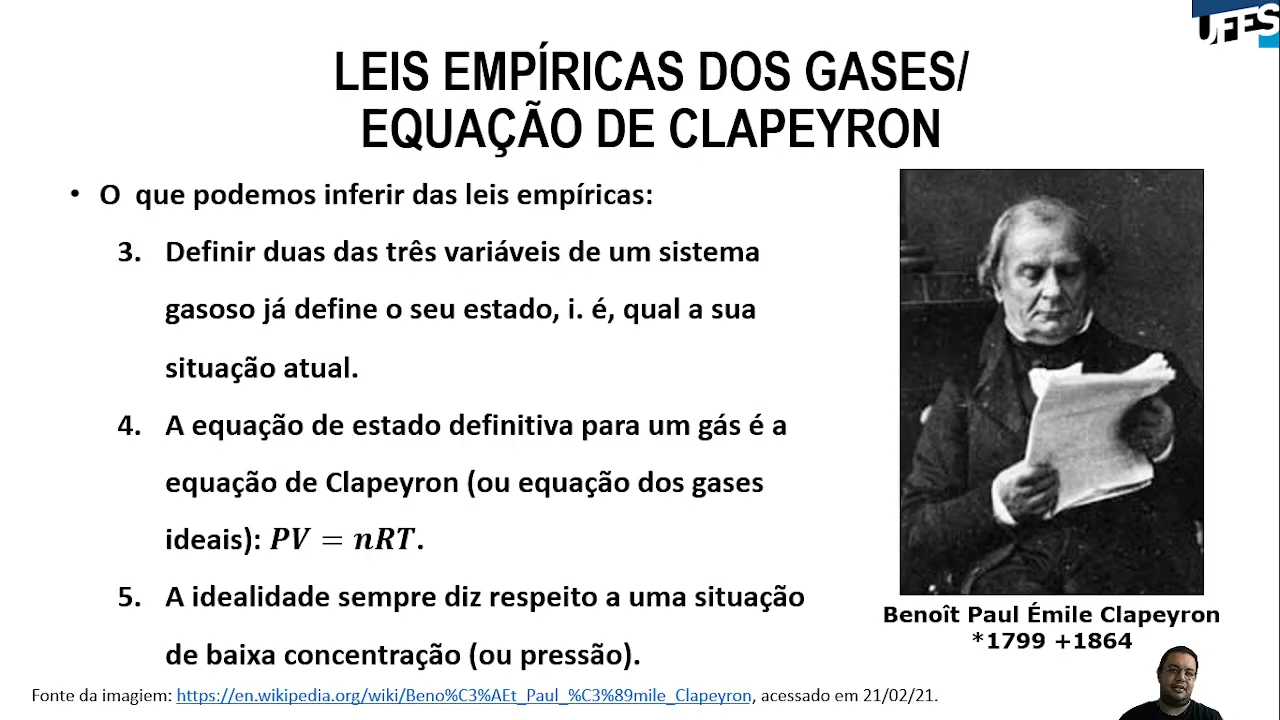 UFES
LEIS EMPÍRICAS DOS GASES/
EQUAÇÃO DE CLAPEYRON
• O que podemos inferir das leis empíricas:
3. Definir duas das três variáveis de um sistema
gasoso já define o seu estado, i. é, qual a sua
situação atual.
4. A equação de estado definitiva para um gás é a
equação de Clapeyron (ou equação dos gases
ideais): PV = nRT.
5. A idealidade sempre diz respeito a uma situação
de baixa concentração (ou pressão).
Benoît Paul Émile Clapeyron
*1799 +1864
Fonte da imagiem: https://en.wikipedia.org/wiki/Beno%C3%AEt_Paul_%C3%89mile_Clapeyron, acessado em 21/02/21.